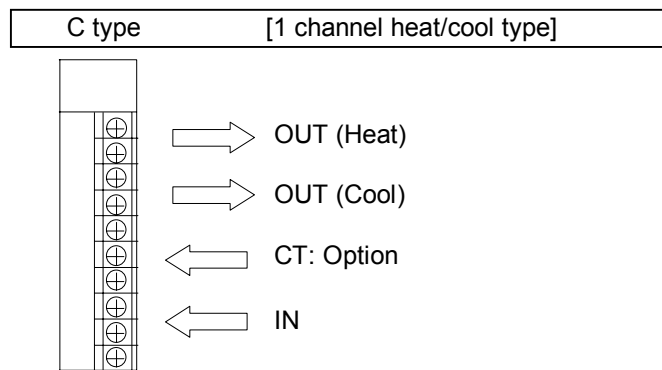 C type [1 channel heat/cool type]
OUT (Heat)
OUT (Cool)
CT: Option
IN